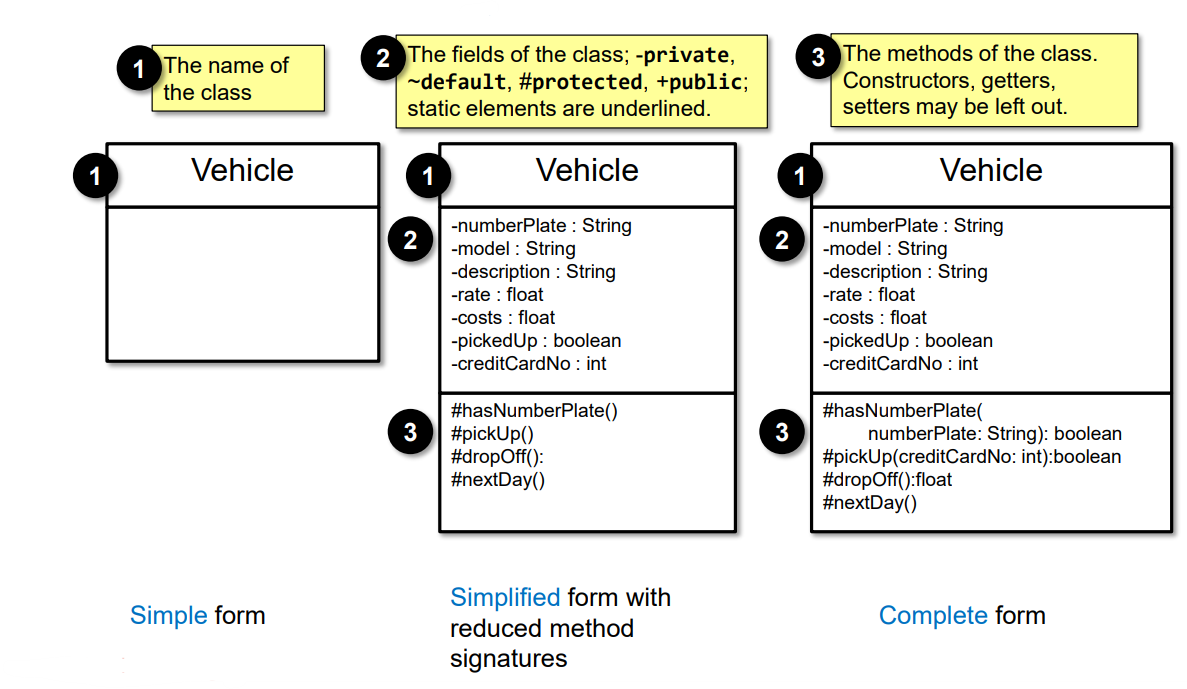 1
The name of
the class
2
The fields of the class; -private,
~default, #protected, +public;
static elements are underlined.
3
The methods of the class.
Constructors, getters,
setters may be left out.
1
Vehicle
1
Vehicle
2
-numberPlate : String
-model : String
-description : String
-rate : float
-costs : float
-pickedUp : boolean
-creditCardNo : int
3
#hasNumberPlate()
#pickUp()
#dropOff():
#nextDay()
1
Vehicle
2
-numberPlate : String
-model : String
-description : String
-rate : float
-costs : float
-pickedUp : boolean
-creditCardNo : int
3
#hasNumberPlate(
numberPlate: String): boolean
#pickUp(creditCardNo: int):boolean
#dropOff():float
#nextDay()
Simple form
Simplified form with
reduced method
signatures
Complete form